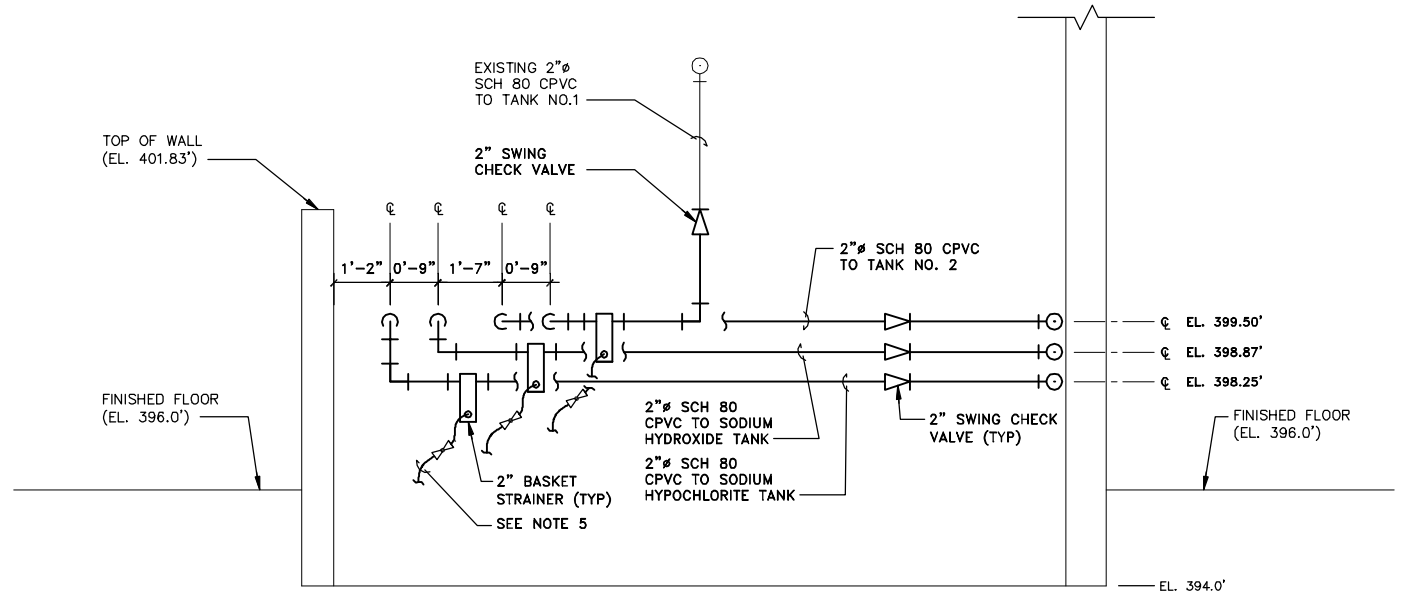 EXISTING 2"ø
SCH 80 CPVC
TO TANK NO.1
TOP OF WALL
(EL. 401.83')
2" SWING
CHECK VALVE
℄ ℄ ℄ ℄
1'-2" 0'-9" 1'-7" 0'-9"
2"ø SCH 80 CPVC
TO TANK NO. 2
℄ EL. 399.50'
℄ EL. 398.87'
℄ EL. 398.25'
FINISHED FLOOR
(EL. 396.0')
2"ø SCH 80
CPVC TO SODIUM
HYDROXIDE TANK
2" SWING CHECK
VALVE (TYP)
FINISHED FLOOR
(EL. 396.0')
2"ø SCH 80
CPVC TO SODIUM
HYPOCHLORITE TANK
2" BASKET
STRAINER (TYP)
SEE NOTE 5
EL. 394.0'